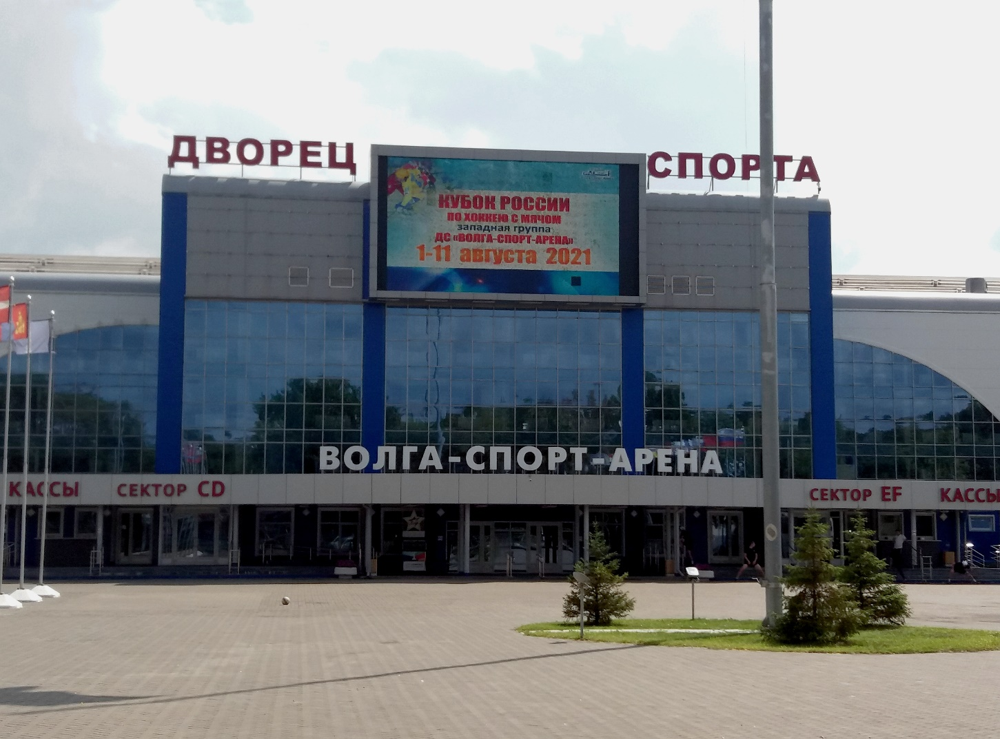 ДВОРЕЦ СПОРТА
КУБОК РОССИИ
ПО ХОККЕЮ С МЯЧОМ
западная группа
ДС «ВОЛГА-СПОРТ-АРЕНА»
1-11 августа 2021
ВОЛГА-СПОРТ-АРЕНА
КАССЫ СЕКТОР CD СЕКТОР EF КАССЫ